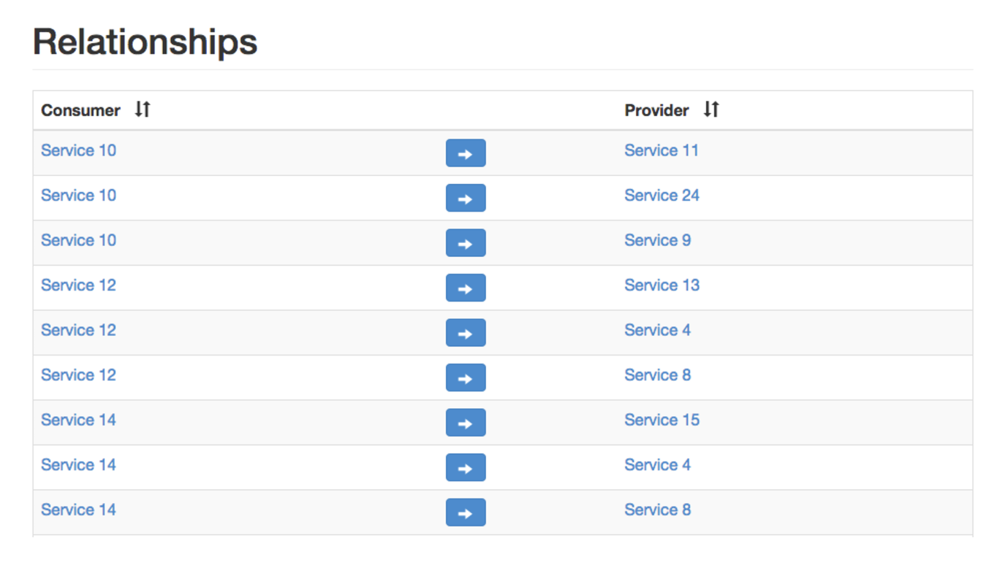 Relationships
Consumer Provider
Service 10 Service 11
Service 10 Service 24
Service 10 Service 9
Service 12 Service 13
Service 12 Service 4
Service 12 Service 8
Service 14 Service 15
Service 14 Service 4
Service 14 Service 8